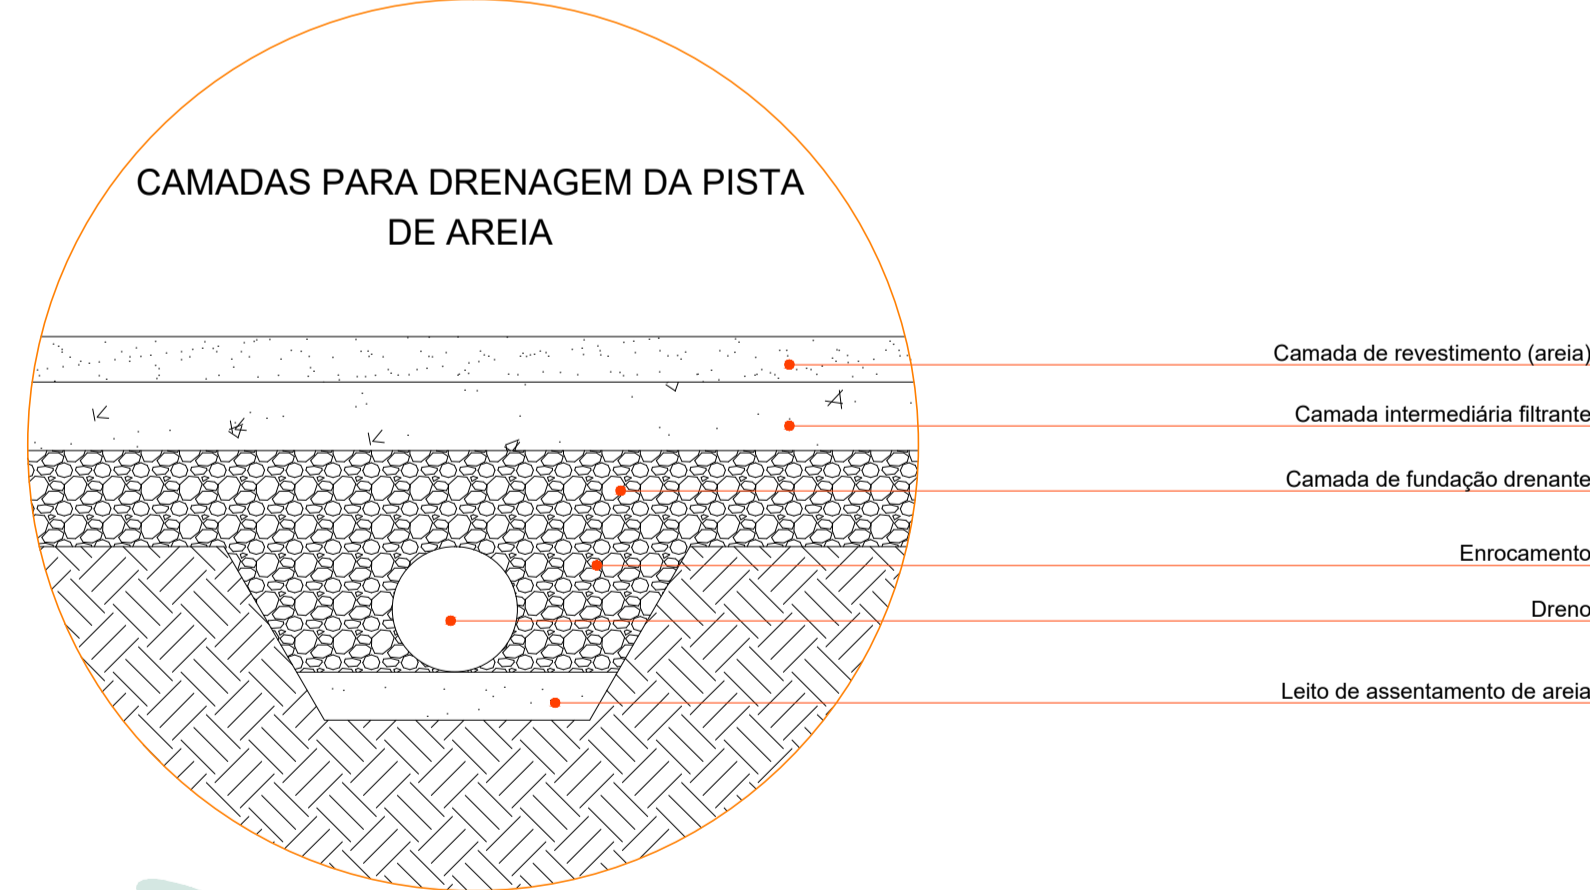 CAMADAS PARA DRENAGEM DA PISTA
DE AREIA
Camada de revestimento (areia)
Camada intermediária filtrante
Camada de fundação drenante
Enrocamento
Dreno
Leito de assentamento de areia